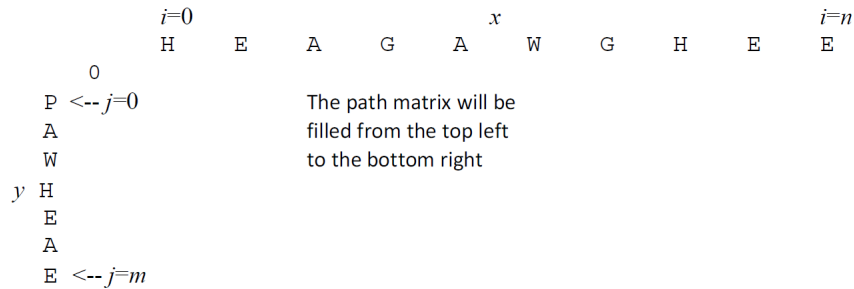 i=0 x i=n
H E A G A W G H E E
0
P <-- j=0 The path matrix will be
A filled from the top left
W to the bottom right
y H
E
A
E <-- j=m